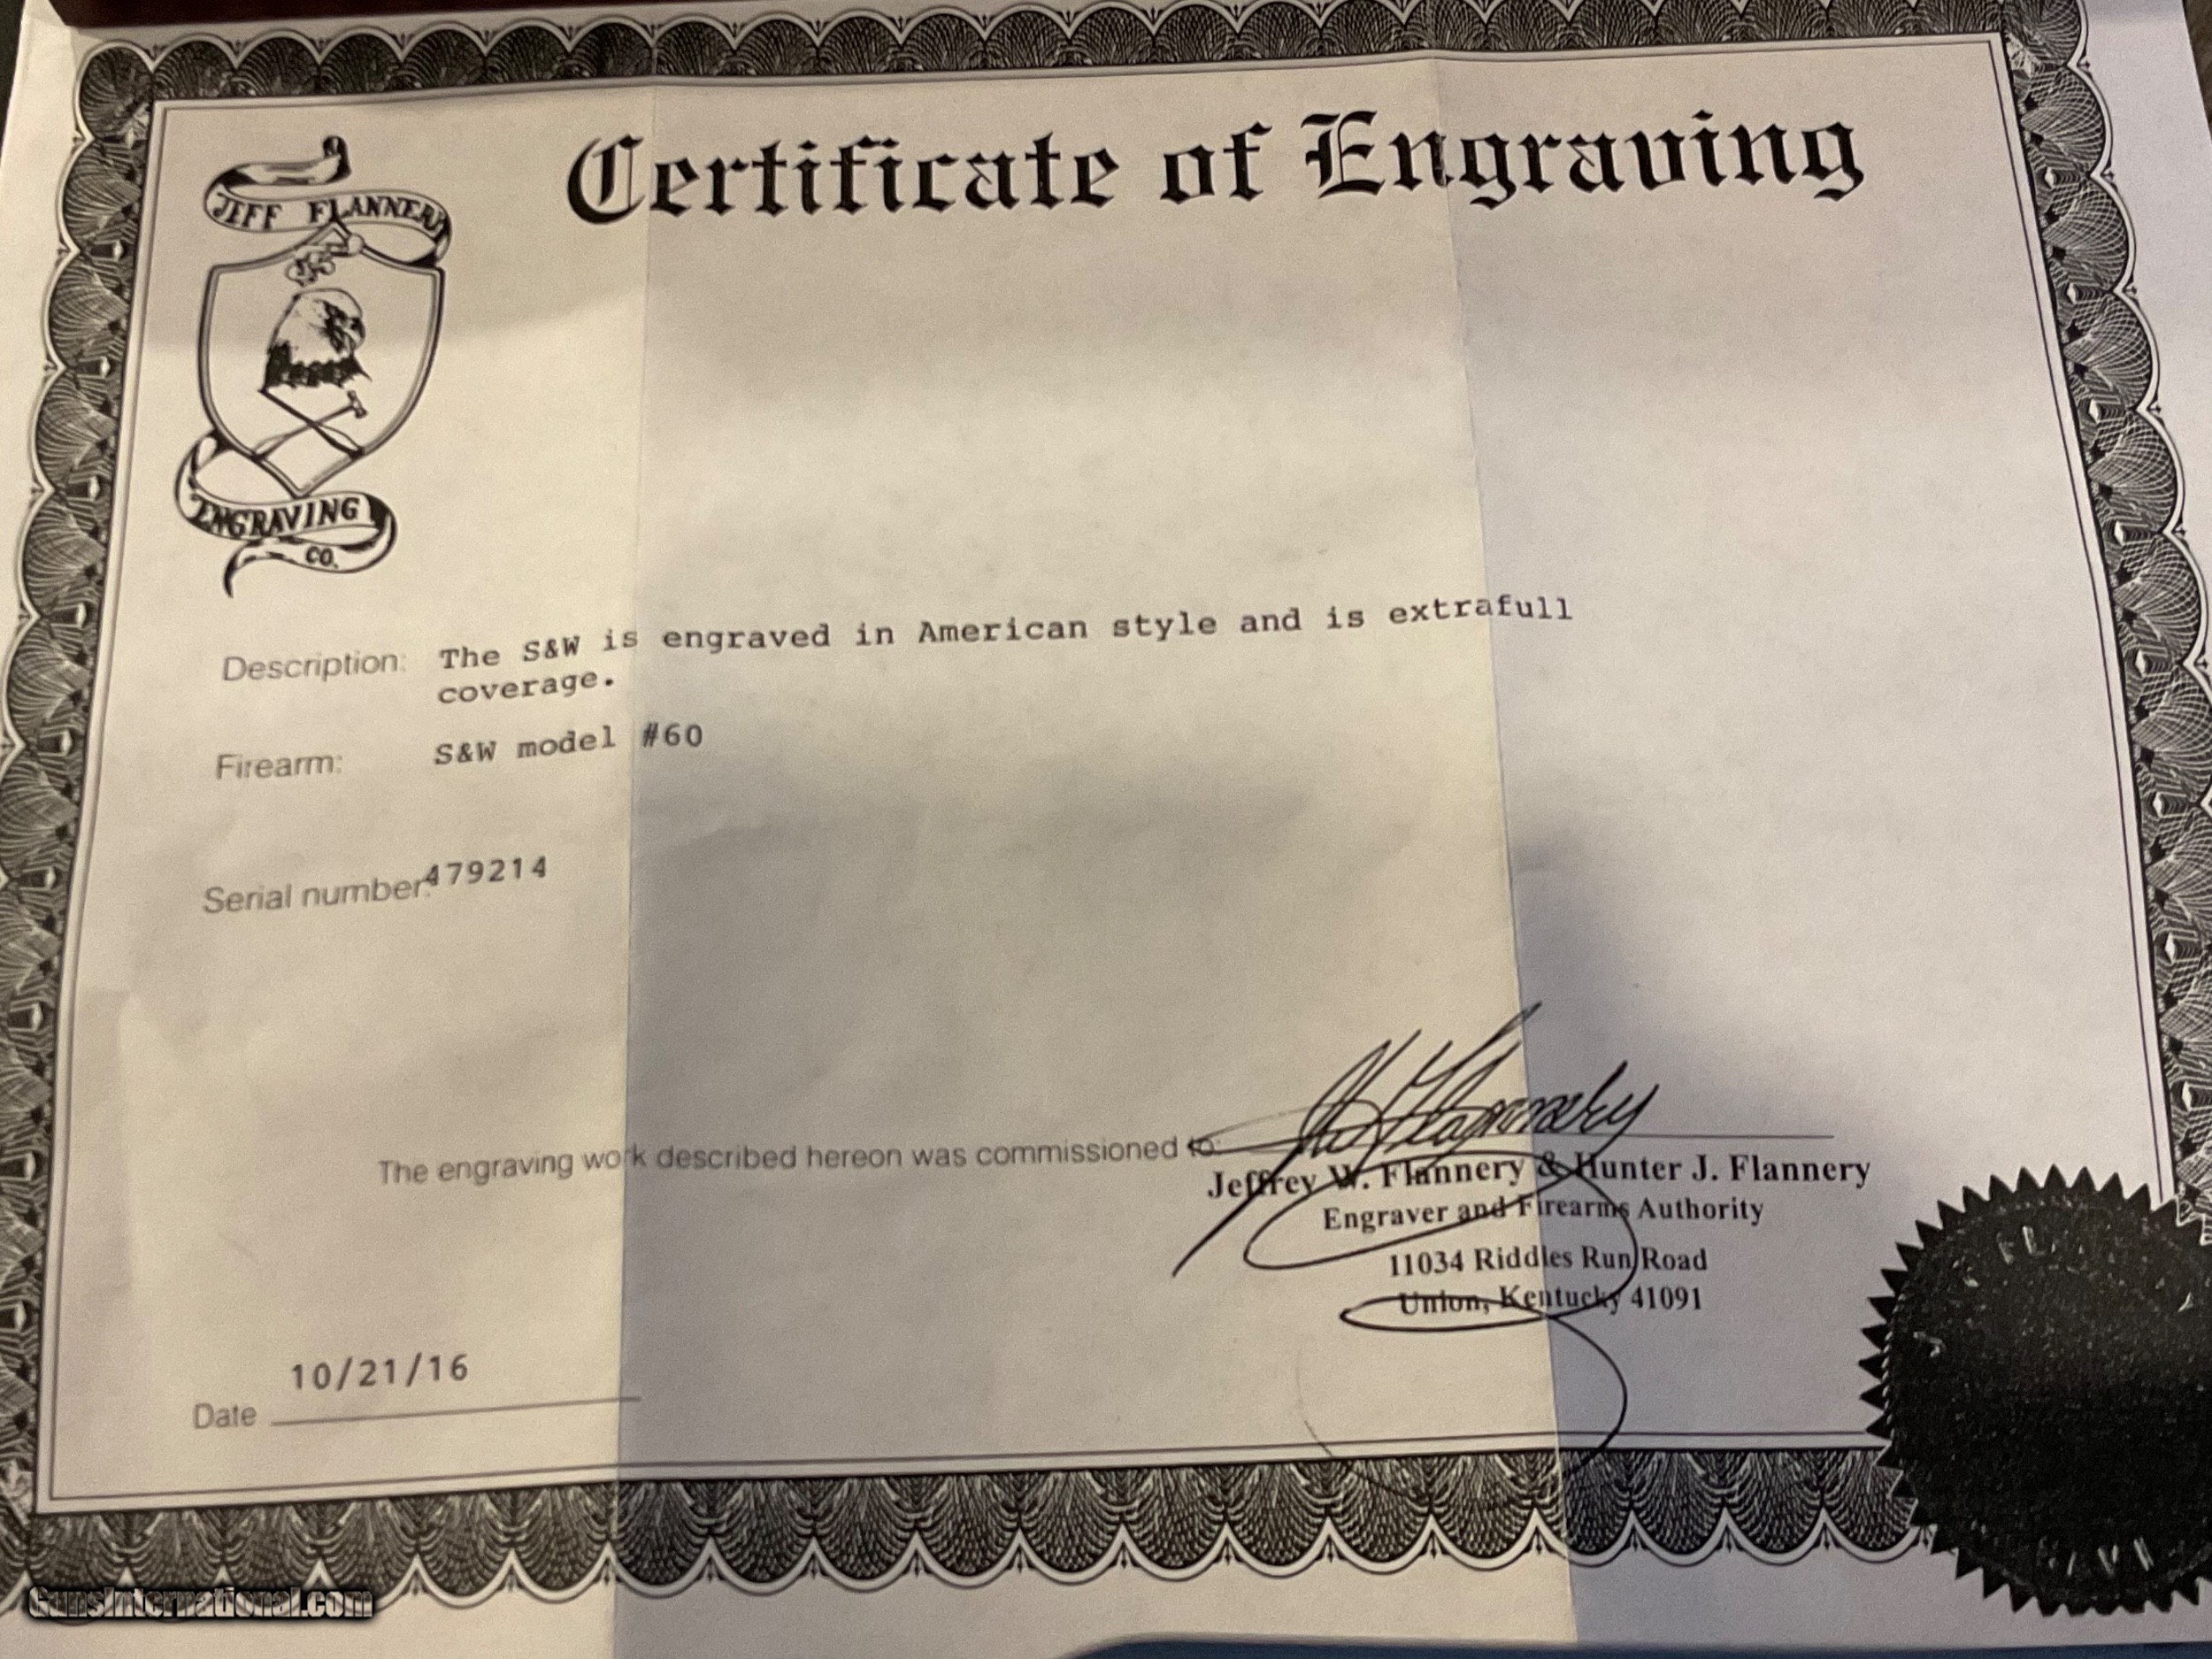 Certificate of Engraving
JEFF FLANNERY
ENGRAVING
CO.
Description: The S&W is engraved in American style and is extrafull
coverage.
Firearm: S&W model #60
Serial number: 479214
The engraving work described hereon was commissioned to:
Jeffrey W. Flannery & Hunter J. Flannery
Engraver and Firearms Authority
11034 Riddles Run Road
Union, Kentucky 41091
10/21/16
Date
GunsInternational.com